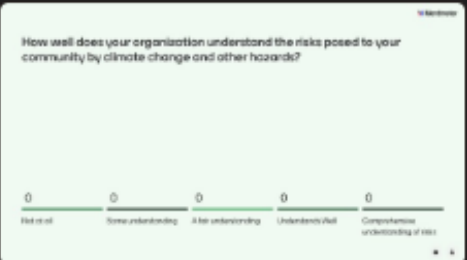 Mentimeter
How well does your organization understand the risks posed to your
community by climate change and other hazards?
0
0
0
0
0
Not at all
Some understanding
A fair understanding
Understands Well
Comprehensive
understanding of risks